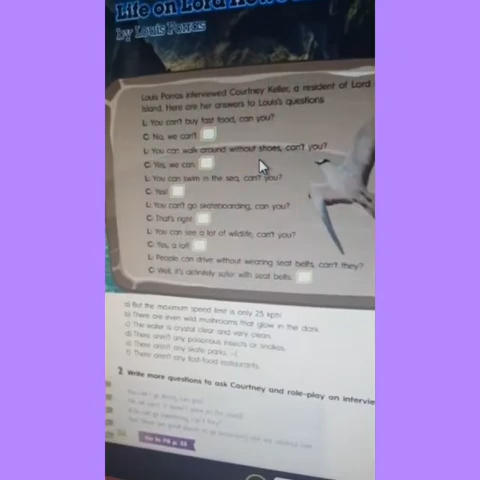 Life on Lord
by Louis Porras
Louis Porras interviewed Courtney Keller, a resident of Lord
Island. Here are her answers to Louis's questions
L: You can't buy fast food, can you?
C: No, we can't.
L: You can walk around without shoes, can't you?
C: Yes, we can.
L: You can swim in the sea, can't you?
C: Yes!
L: You can't go skateboarding, can you?
C: That's right.
L: You can see a lot of wildlife, can't you?
C: Yes, a lot!
L: People can drive without wearing seat belts, can't they?
C: Well, it's definitely safer with seat belts.
a) But the maximum speed limit is only 25 kph!
b) There are even wild mushrooms that glow in the dark.
c) The water is crystal clear and very clean.
d) There aren't any poisonous insects or snakes.
e) There aren't any skate parks. :-(
f) There aren't any fast-food restaurants.
2 Write more questions to ask Courtney and role-play an intervie
Go to PB p. 88